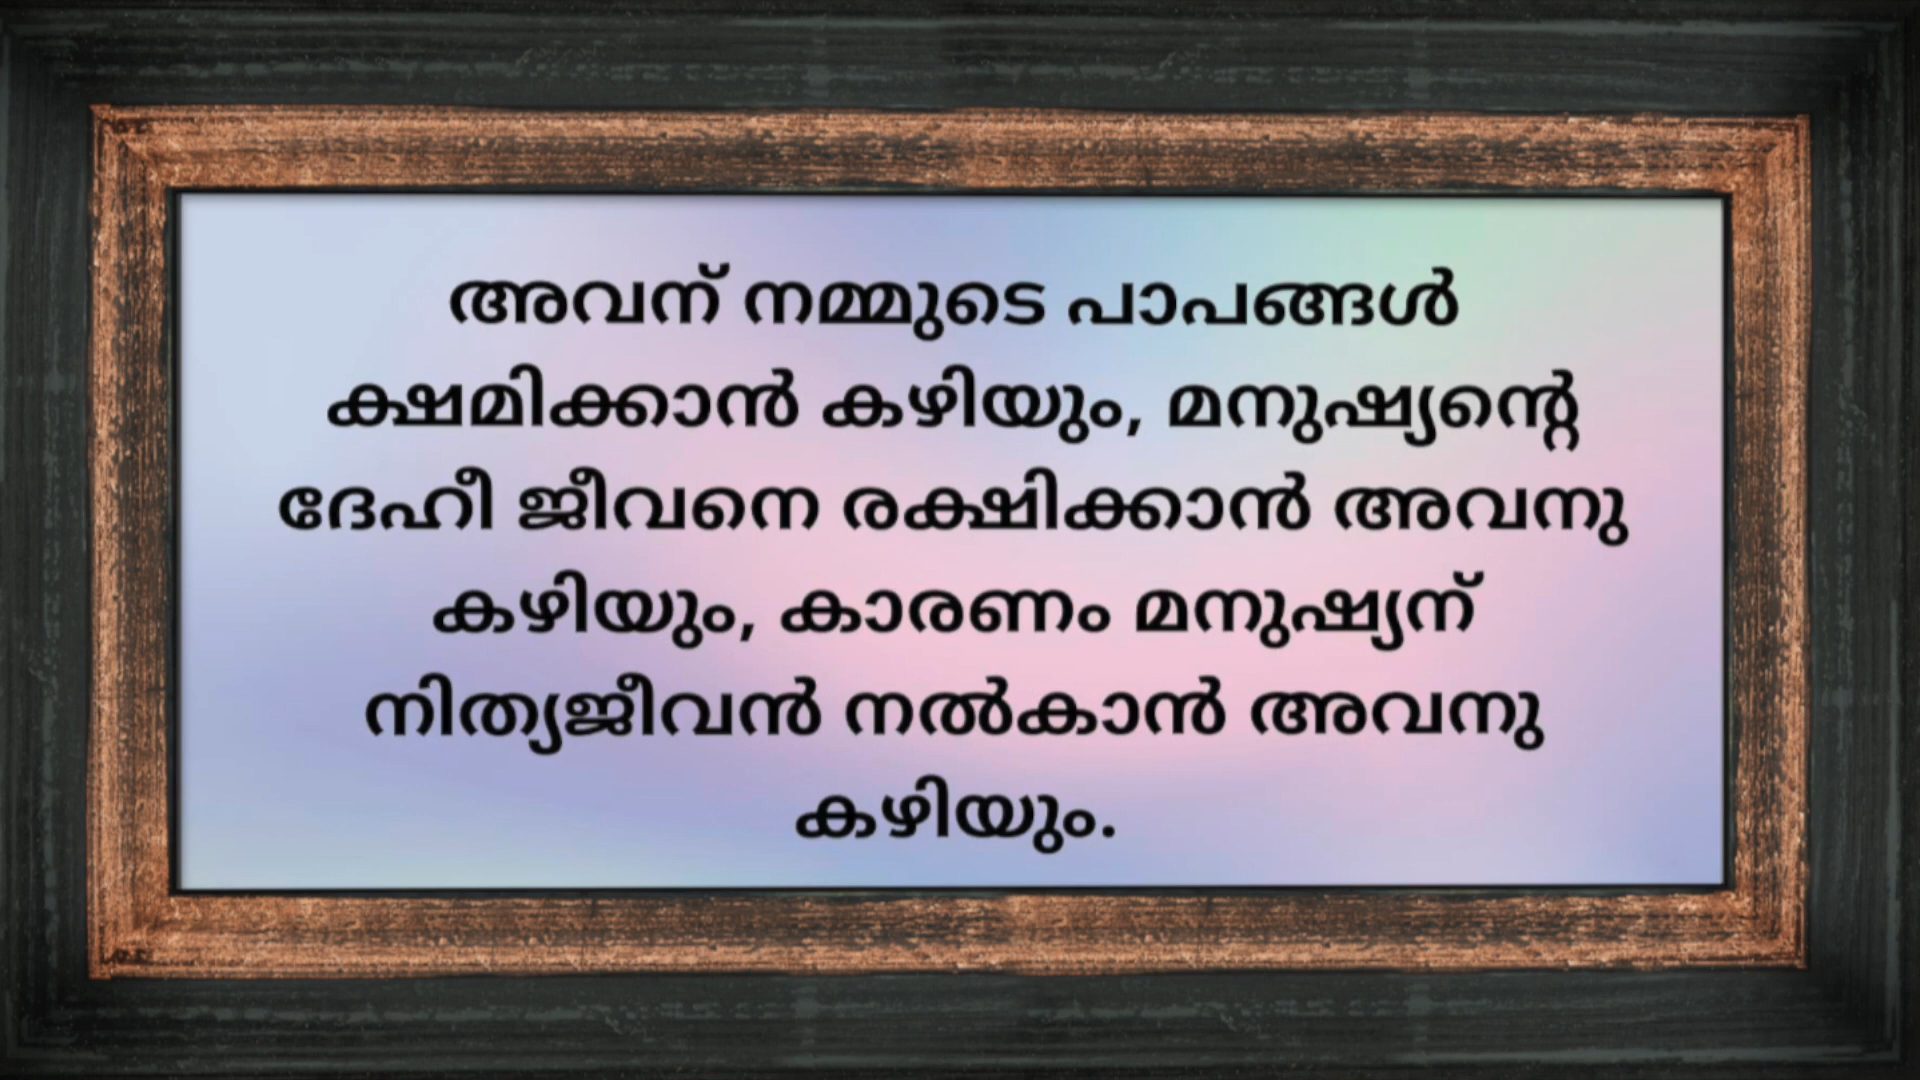 അവന് നമ്മുടെ പാപങ്ങൾ
ക്ഷമിക്കാൻ കഴിയും, മനുഷ്യന്റെ
ദേഹീ ജീവനെ രക്ഷിക്കാൻ അവനു
കഴിയും, കാരണം മനുഷ്യന്
നിത്യജീവൻ നൽകാൻ അവനു
കഴിയും.